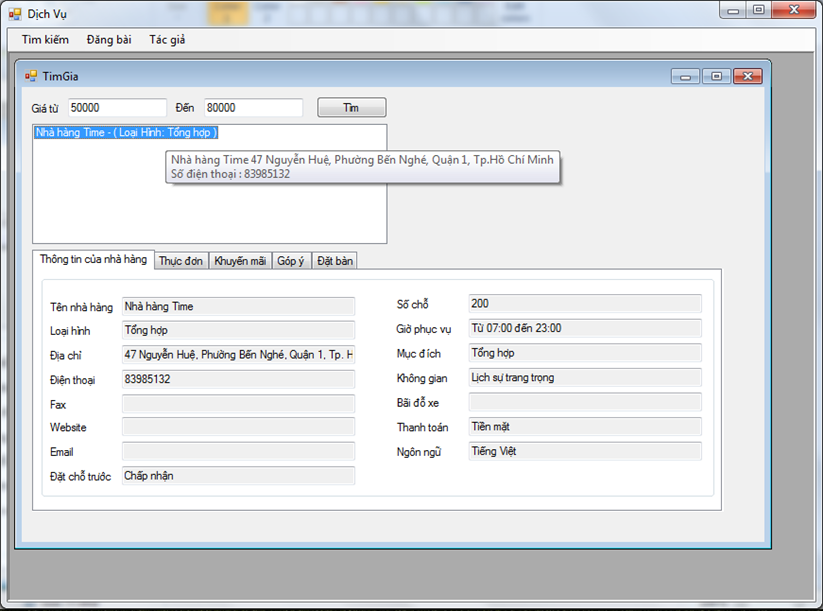 Dịch Vụ
Tìm kiếm Đăng bài Tác giả
TimGia
Giá từ 50000 Đến 80000 Tìm
Nhà hàng Time - ( Loại Hình: Tổng hợp )
Nhà hàng Time 47 Nguyễn Huệ, Phường Bến Nghé, Quận 1, Tp.Hồ Chí Minh
Số điện thoại : 83985132
Thông tin của nhà hàng Thực đơn Khuyến mãi Góp ý Đặt bàn
Tên nhà hàng Nhà hàng Time
Loại hình Tổng hợp
Địa chỉ 47 Nguyễn Huệ, Phường Bến Nghé, Quận 1, Tp. H
Điện thoại 83985132
Fax
Website
Email
Đặt chỗ trước Chấp nhận
Số chỗ 200
Giờ phục vụ Từ 07:00 đến 23:00
Mục đích Tổng hợp
Không gian Lịch sự trang trọng
Bãi đỗ xe
Thanh toán Tiền mặt
Ngôn ngữ Tiếng Việt